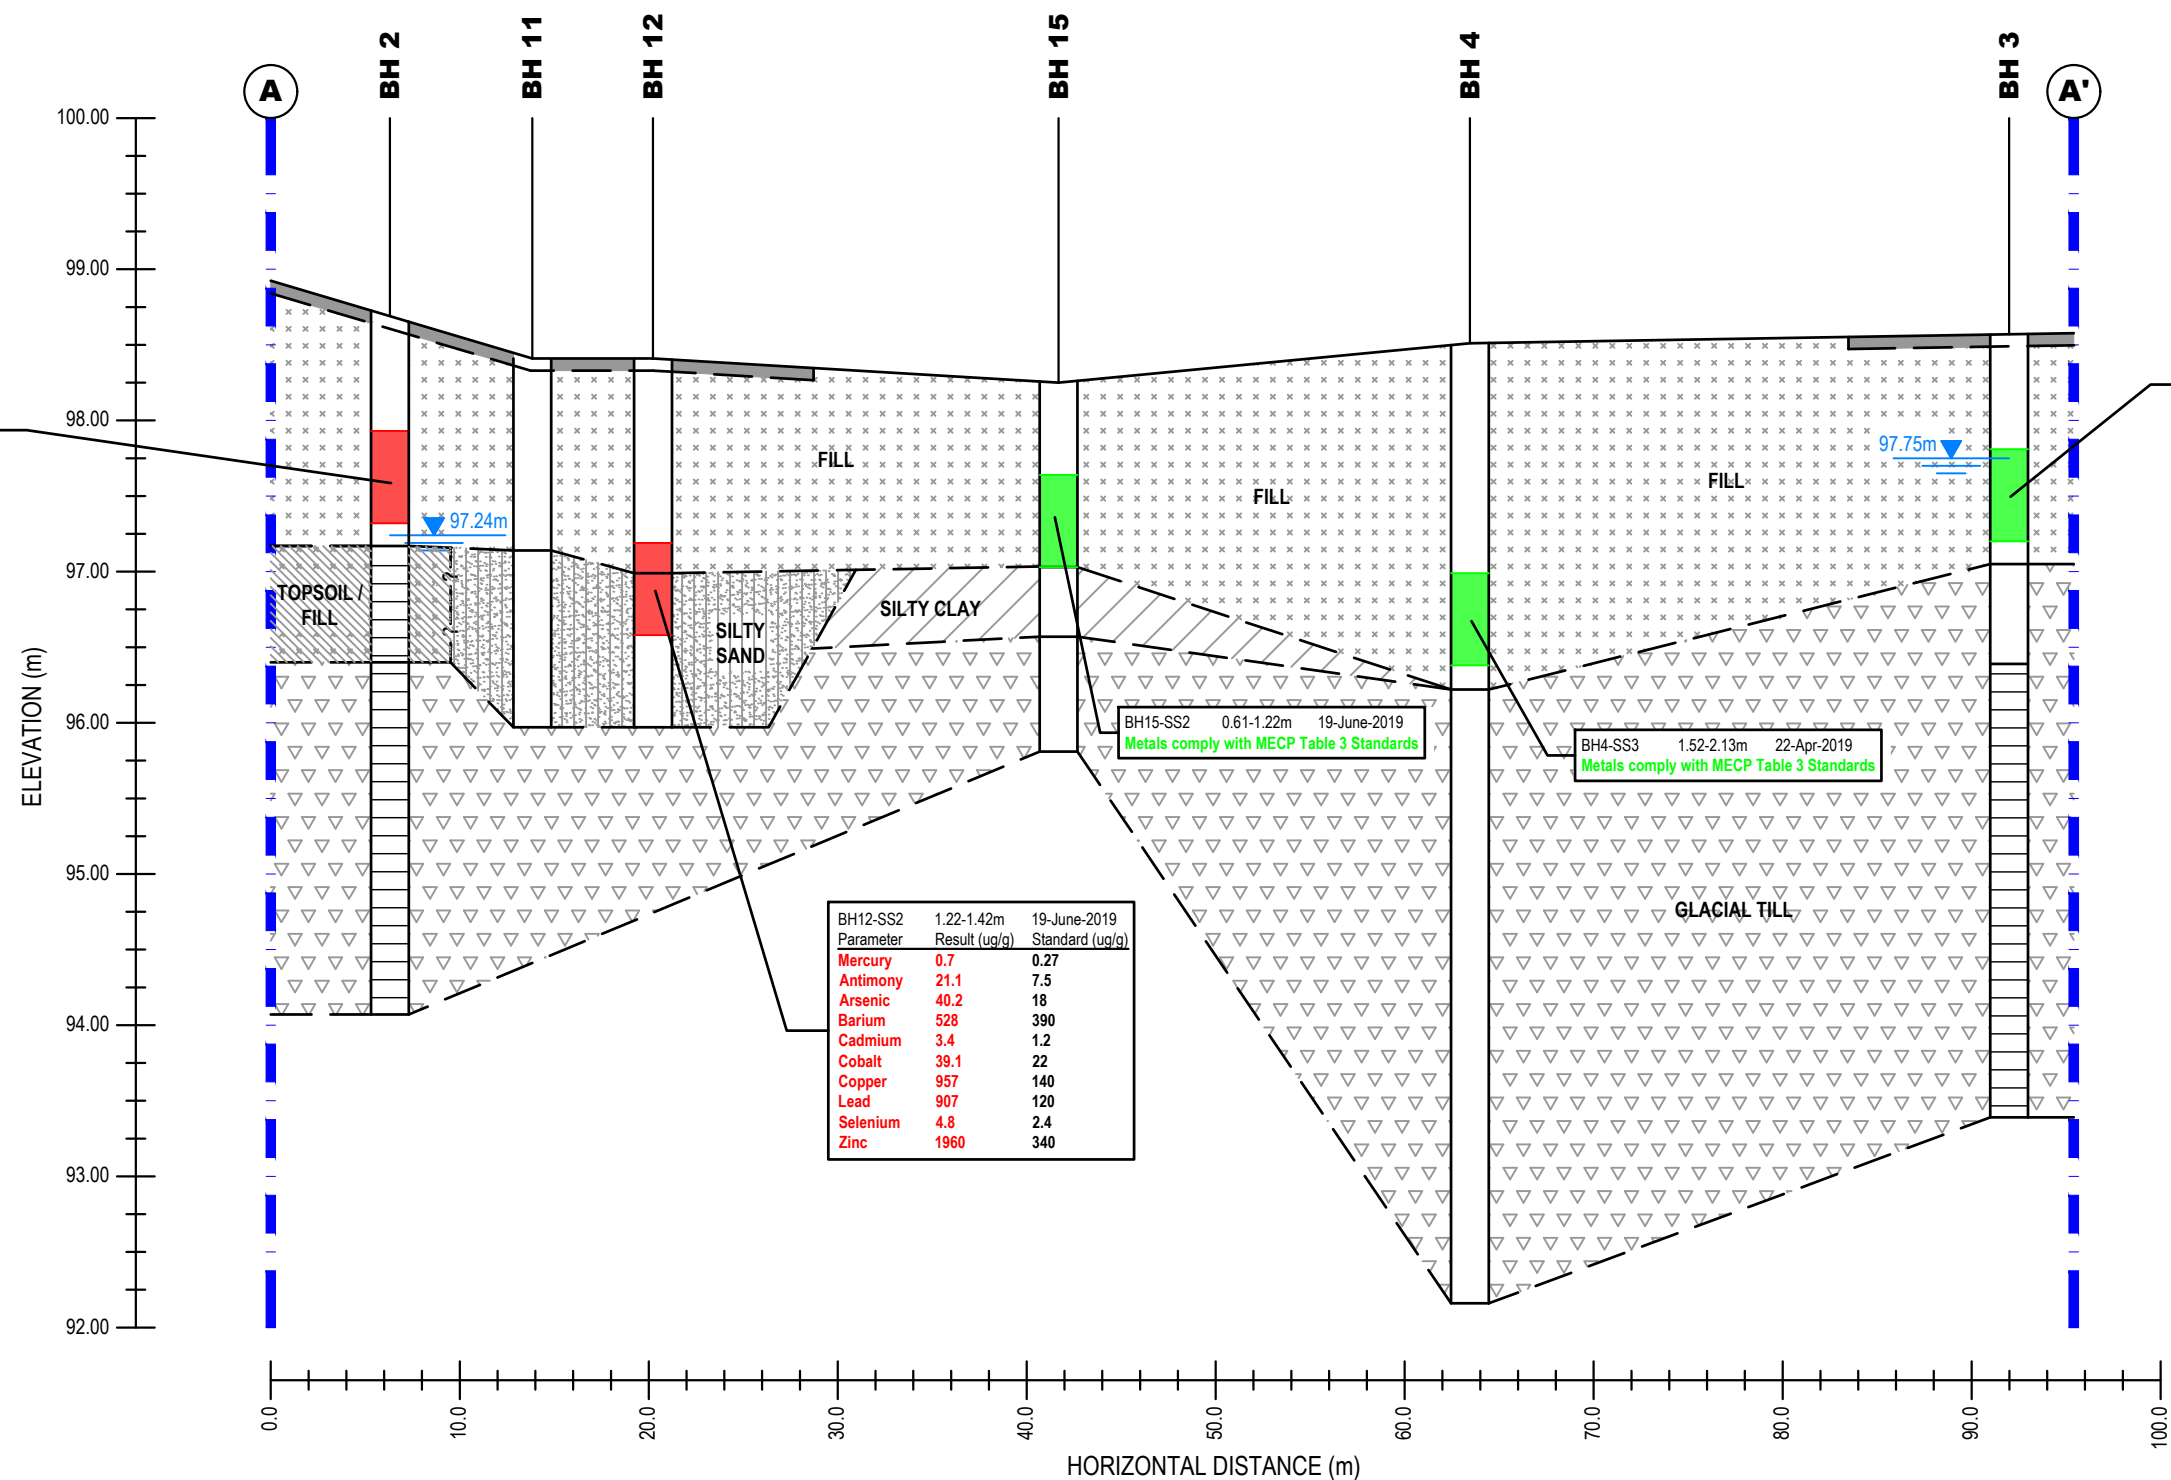 A
BH 2
BH 11
BH 12
BH 15
BH 4
BH 3
A'
100.00
99.00
98.00
97.00
96.00
95.00
94.00
93.00
92.00
ELEVATION (m)
97.24m
97.75m
FILL
FILL
FILL
TOPSOIL /
FILL
SILTY
SAND
SILTY CLAY
GLACIAL TILL
?
?
BH15-SS2 0.61-1.22m 19-June-2019
Metals comply with MECP Table 3 Standards
BH4-SS3 1.52-2.13m 22-Apr-2019
Metals comply with MECP Table 3 Standards
BH12-SS2 1.22-1.42m 19-June-2019
Parameter Result (ug/g) Standard (ug/g)
Mercury 0.7 0.27
Antimony 21.1 7.5
Arsenic 40.2 18
Barium 528 390
Cadmium 3.4 1.2
Cobalt 39.1 22
Copper 957 140
Lead 907 120
Selenium 4.8 2.4
Zinc 1960 340
0.0
10.0
20.0
30.0
40.0
50.0
60.0
70.0
80.0
90.0
100.0
HORIZONTAL DISTANCE (m)